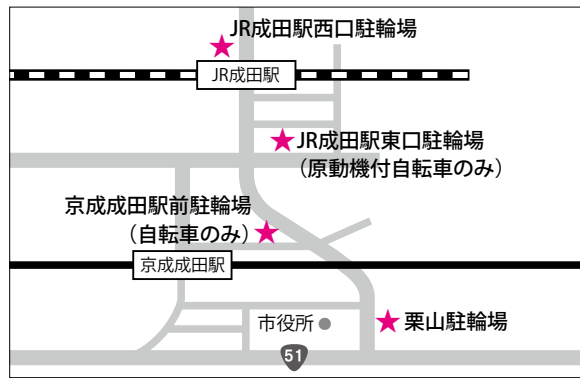 JR成田駅西口駐輪場
JR成田駅
JR成田駅東口駐輪場
（原動機付自転車のみ）
京成成田駅前駐輪場
（自転車のみ）
京成成田駅
市役所
栗山駐輪場
51